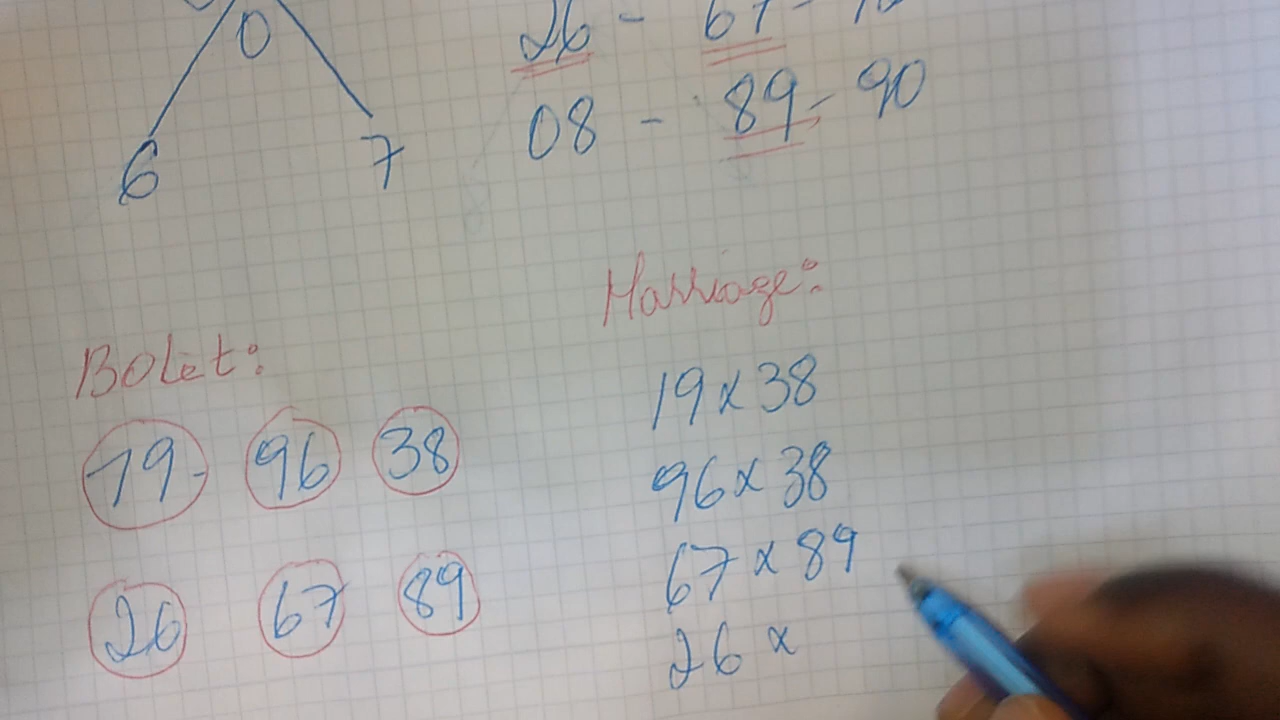 0
6 7
26 - 67 -
08 - 89 - 90
Marriage:
Bolèt:
19 x 38
19 - 96 38
96 x 38
67 x 89
26 67 89
26 x